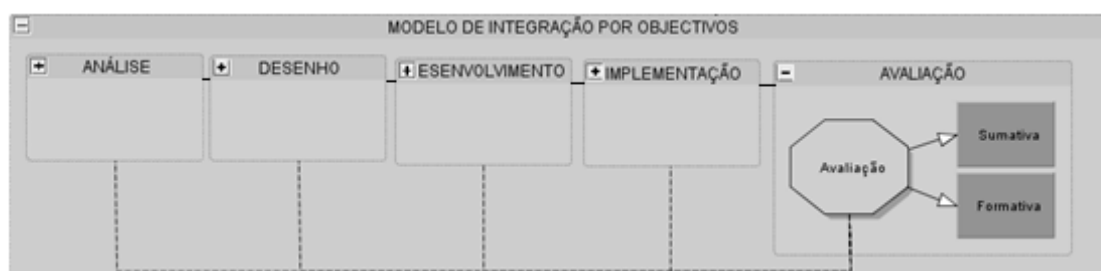 MODELO DE INTEGRAÇÃO POR OBJECTIVOS
ANÁLISE
DESENHO
ESENVOLVIMENTO
IMPLEMENTAÇÃO
AVALIAÇÃO
Avaliação
Sumativa
Formativa